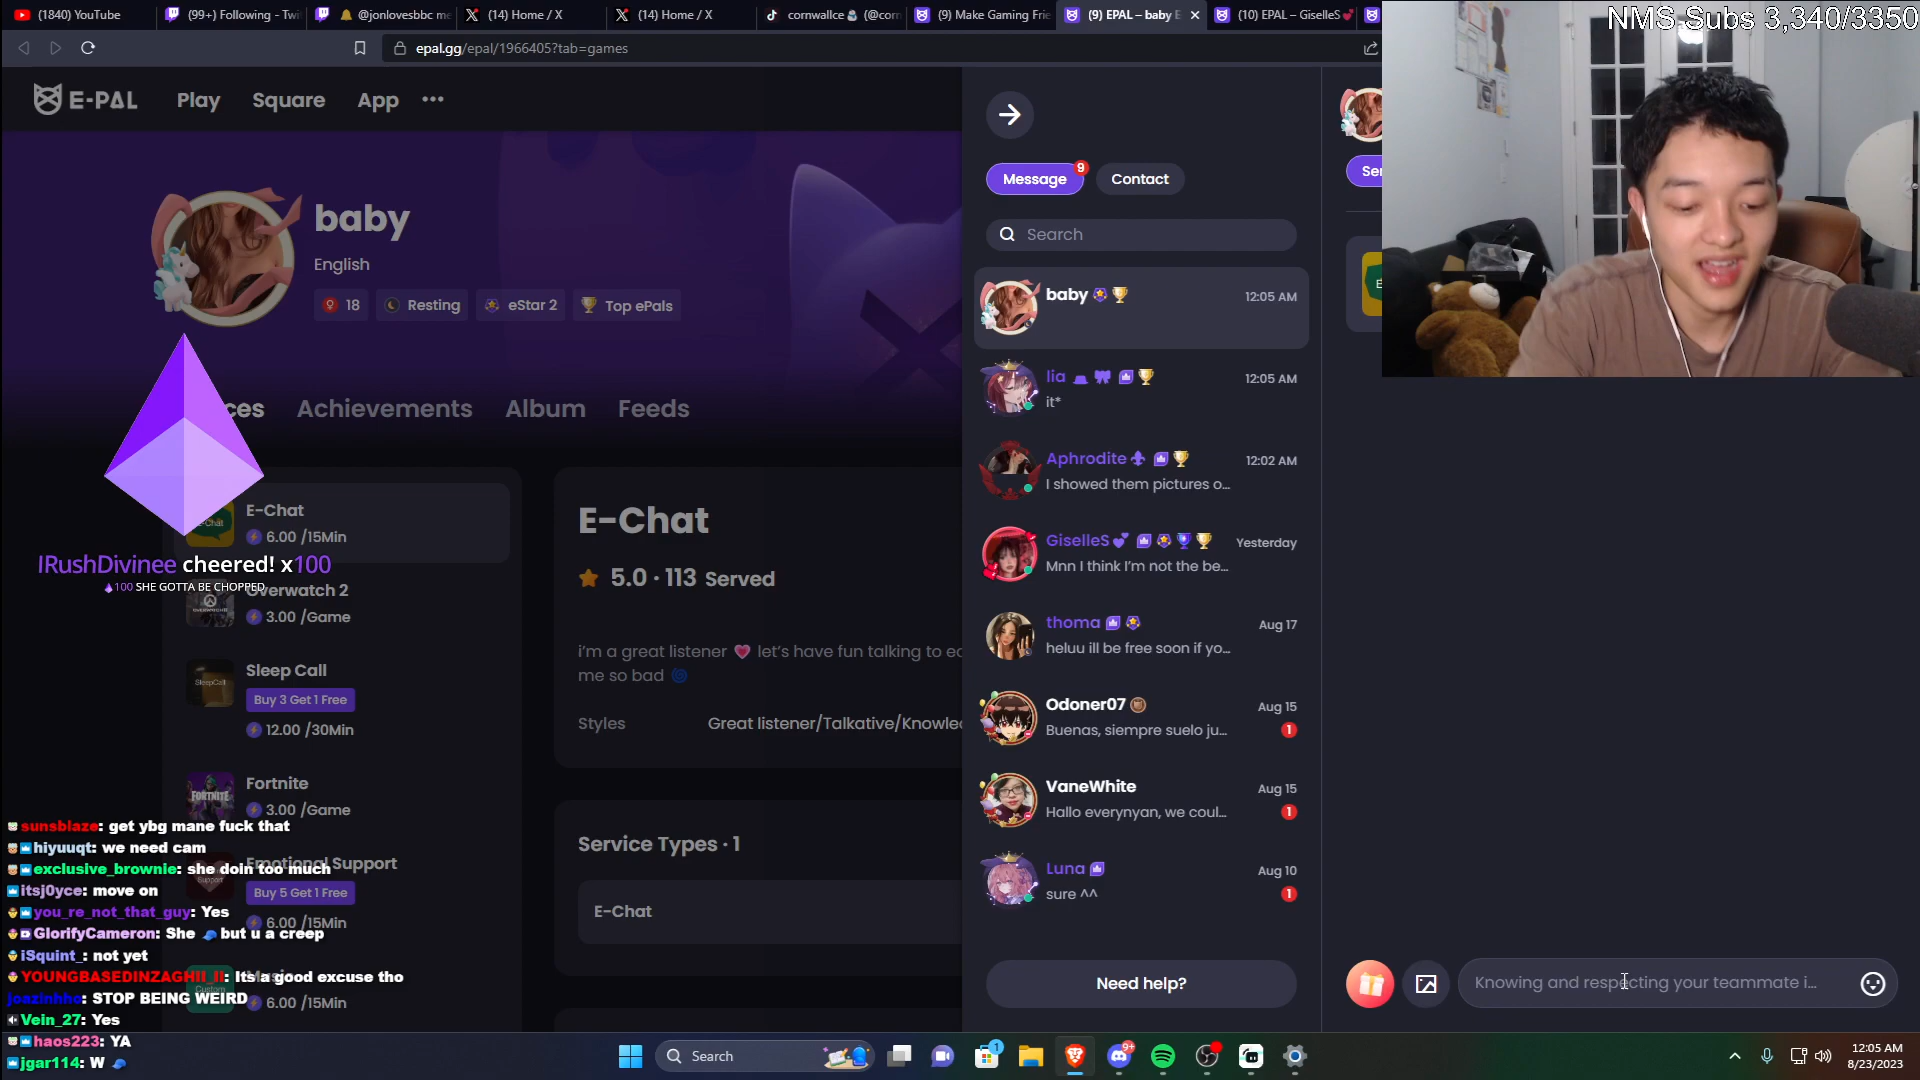 (1840) YouTube
(99+) Following - Twi
@jonlovesbbc me
(14) Home / X
(14) Home / X
cornwallce (@corn
(9) Make Gaming Frie
(9) EPAL – baby E
(10) EPAL – GiselleS
NMS Subs 3,340/3350
epal.gg/epal/1966405?tab=games
E-PAL
Play
Square
App
baby
English
18
Resting
eStar 2
Top ePals
ces
Achievements
Album
Feeds
E-Chat
6.00 /15Min
IRushDivinee cheered! x100
100 SHE GOTTA BE CHOPPED
Overwatch 2
3.00 /Game
Sleep Call
SleepCall
Buy 3 Get 1 Free
12.00 /30Min
Fortnite
FORTNITE
3.00 /Game
Emotional Support
Support
Buy 5 Get 1 Free
6.00 /15Min
Custom
6.00 /15Min
E-Chat
5.0 · 113 Served
i'm a great listener let's have fun talking to ea
me so bad
Styles
Great listener/Talkative/Knowled
Service Types · 1
E-Chat
sunsblaze: get ybg mane fuck that
hiyuuqt: we need cam
exclusive_brownie: she doin too much
itsj0yce: move on
you_re_not_that_guy: Yes
GlorifyCameron: She but u a creep
iSquint_: not yet
YOUNGBASEDINZAGHII_II: Its a good excuse tho
joazinhho: STOP BEING WEIRD
Vein_27: Yes
haos223: YA
jgar114: W
Message
9
Contact
Search
baby
12:05 AM
lia
12:05 AM
it*
Aphrodite
12:02 AM
I showed them pictures o...
GiselleS
Yesterday
Mnn I think I'm not the be...
thoma
Aug 17
heluu ill be free soon if yo...
Odoner07
Aug 15
Buenas, siempre suelo ju...
1
VaneWhite
Aug 15
Hallo everynyan, we coul...
1
Luna
Aug 10
sure ^^
1
Need help?
Ser
Knowing and respecting your teammate i...
Search
1
9+
12:05 AM
8/23/2023